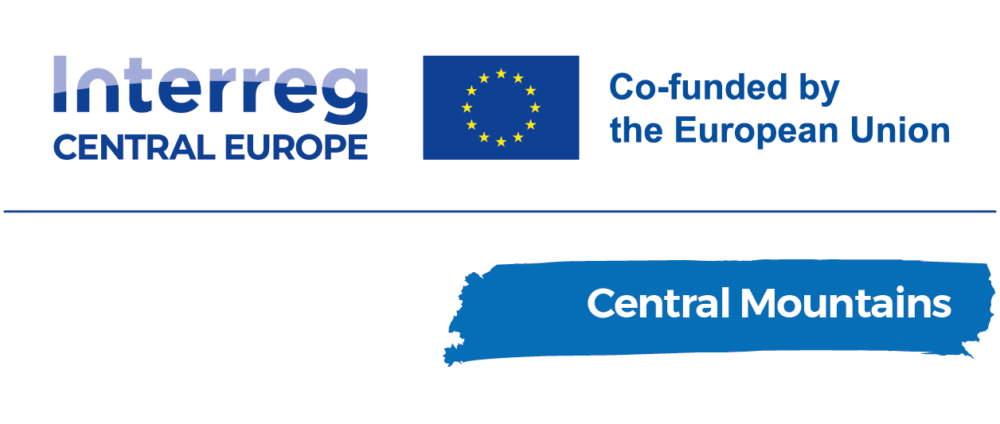 Interreg
CENTRAL EUROPE
Co-funded by
the European Union
Central Mountains